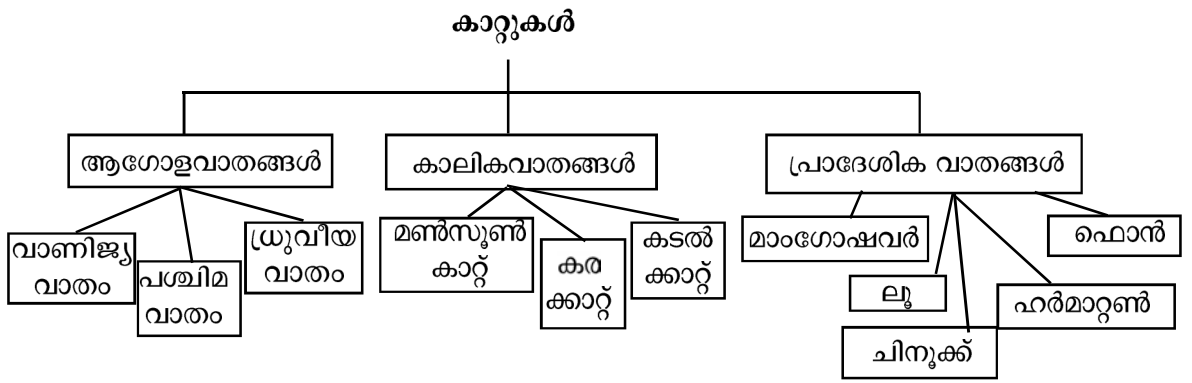 കാറ്റുകൾ
ആഗോളവാതങ്ങൾ
കാലികവാതങ്ങൾ
പ്രാദേശിക വാതങ്ങൾ
വാണിജ്യ
വാതം
പശ്ചിമ
വാതം
ധ്രുവീയ
വാതം
മൺസൂൺ
കാറ്റ്
കര
ക്കാറ്റ്
കടൽ
ക്കാറ്റ്
മാംഗോഷവർ
ലൂ
ചിനൂക്ക്
ഹർമാറ്റൺ
ഫൊൻ